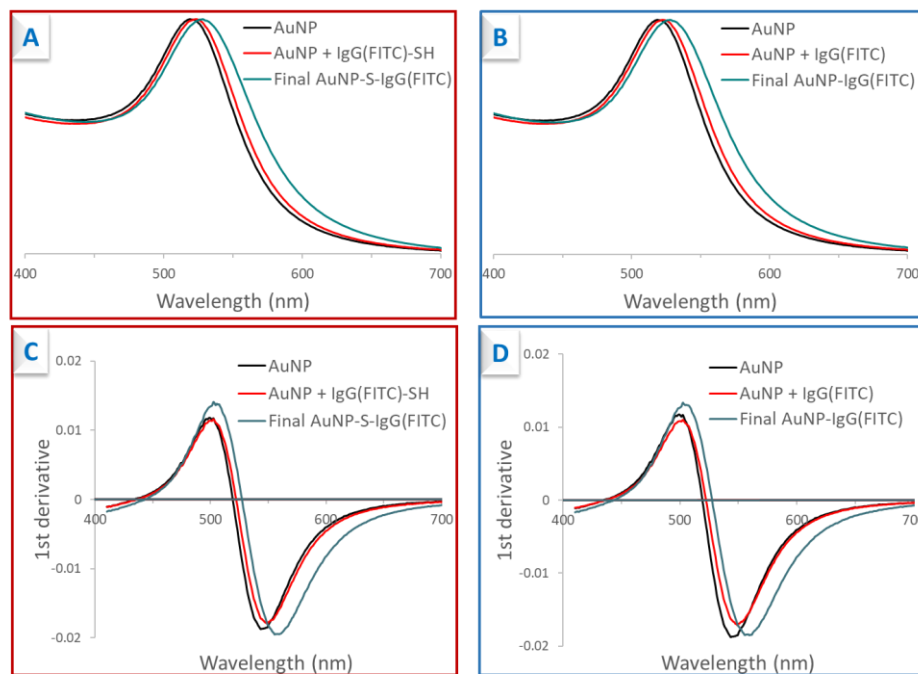 A
AuNP
AuNP + IgG(FITC)-SH
Final AuNP-S-IgG(FITC)
400 500 600 700
Wavelength (nm)
B
AuNP
AuNP + IgG(FITC)
Final AuNP-IgG(FITC)
400 500 600 700
Wavelength (nm)
C
0.02
AuNP
AuNP + IgG(FITC)-SH
Final AuNP-S-IgG(FITC)
0.01
1st derivative
0
400 500 600 700
-0.01
-0.02
Wavelength (nm)
D
0.02
AuNP
AuNP + IgG(FITC)
Final AuNP-IgG(FITC)
0.01
1st derivative
0
400 500 600 700
-0.01
-0.02
Wavelength (nm)